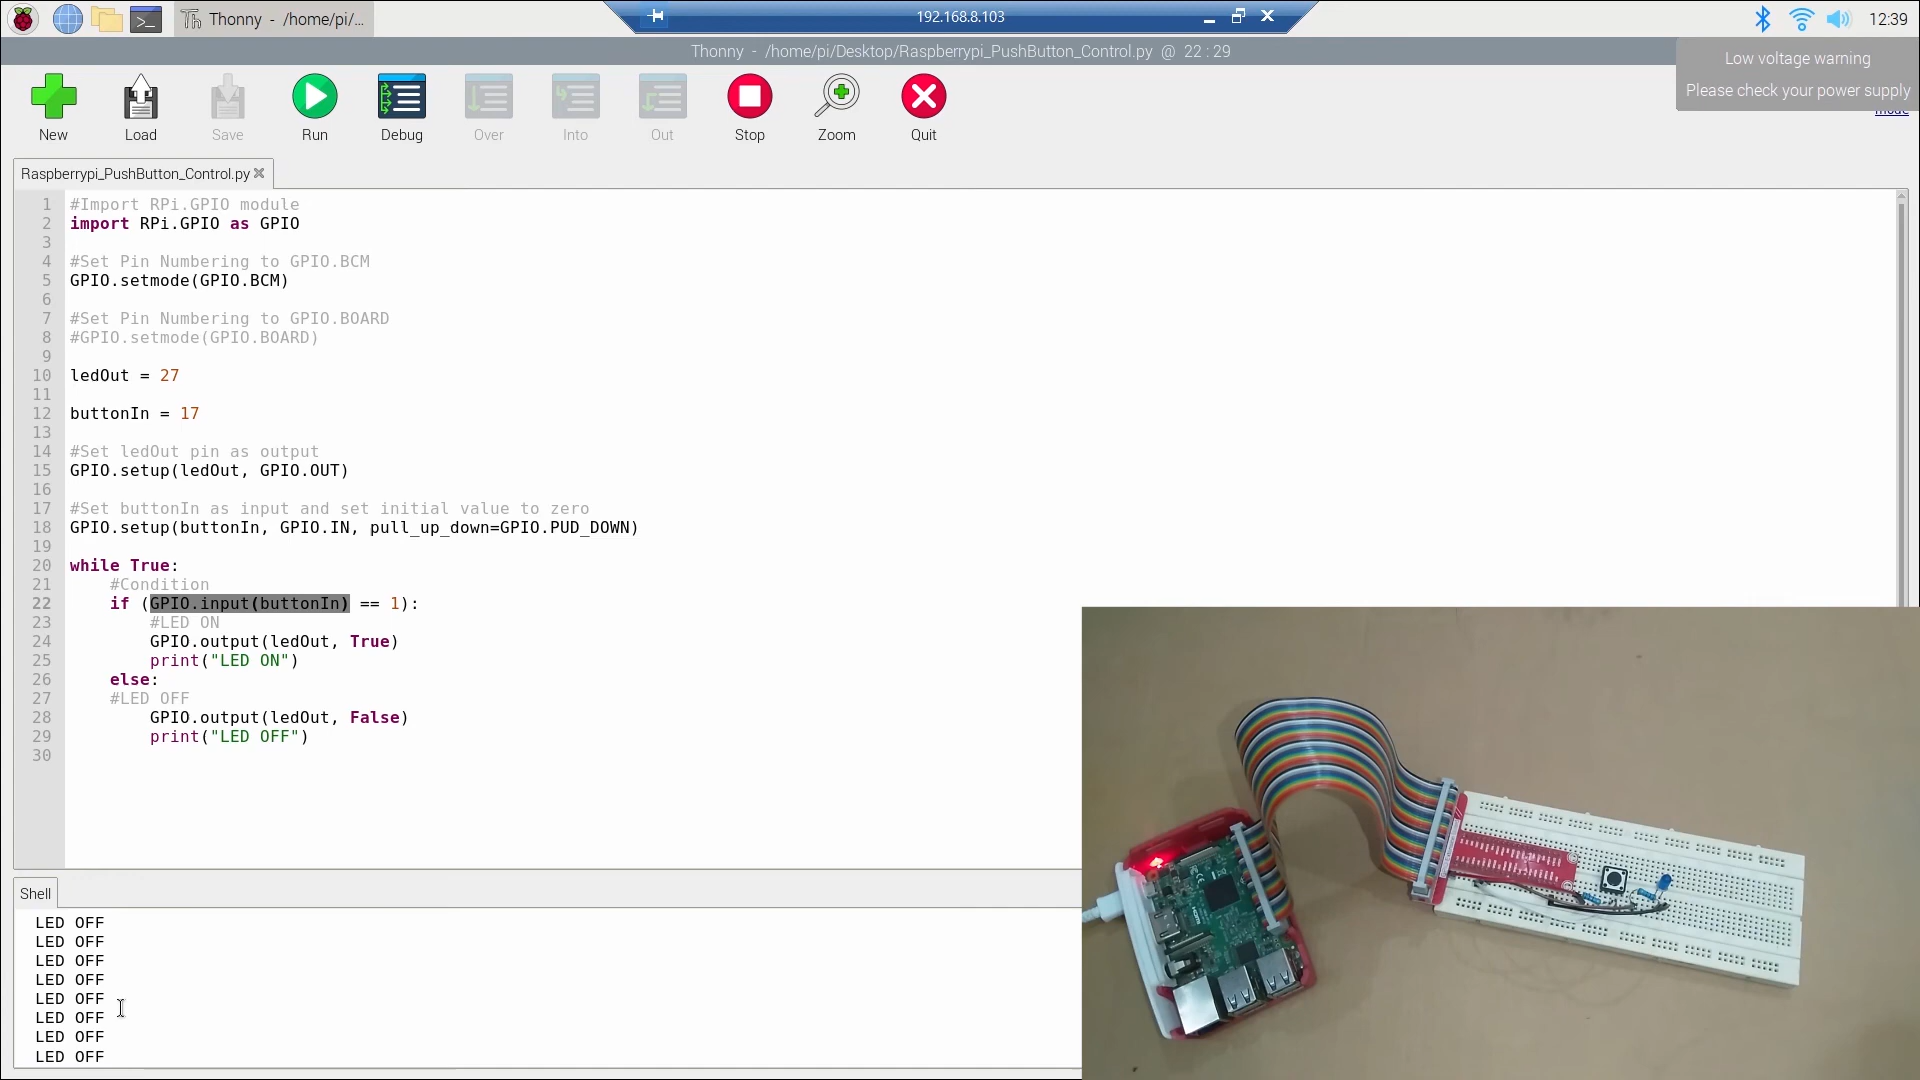 Thonny - /home/pi/...
192.168.8.103
12:39
Thonny - /home/pi/Desktop/Raspberrypi_PushButton_Control.py @ 22 : 29
Low voltage warning
Please check your power supply
mode
New
Load
Save
Run
Debug
Over
Into
Out
Stop
Zoom
Quit
Raspberrypi_PushButton_Control.py
1 #Import RPi.GPIO module
2 import RPi.GPIO as GPIO
3
4 #Set Pin Numbering to GPIO.BCM
5 GPIO.setmode(GPIO.BCM)
6
7 #Set Pin Numbering to GPIO.BOARD
8 #GPIO.setmode(GPIO.BOARD)
9
10 ledOut = 27
11
12 buttonIn = 17
13
14 #Set ledOut pin as output
15 GPIO.setup(ledOut, GPIO.OUT)
16
17 #Set buttonIn as input and set initial value to zero
18 GPIO.setup(buttonIn, GPIO.IN, pull_up_down=GPIO.PUD_DOWN)
19
20 while True:
21     #Condition
22     if (GPIO.input(buttonIn) == 1):
23         #LED ON
24         GPIO.output(ledOut, True)
25         print("LED ON")
26     else:
27     #LED OFF
28         GPIO.output(ledOut, False)
29         print("LED OFF")
30
Shell
LED OFF
LED OFF
LED OFF
LED OFF
LED OFF
LED OFF
LED OFF
LED OFF